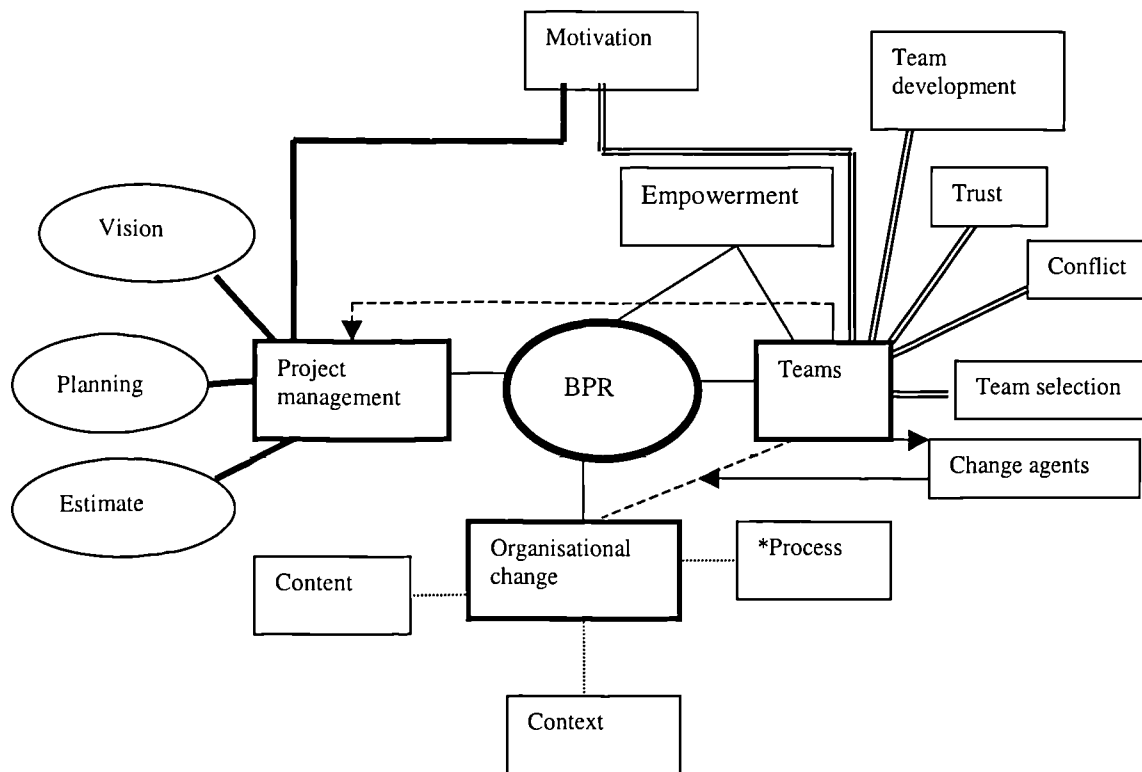 Motivation
Team
development
Empowerment
Trust
Vision
Conflict
Project
management
BPR
Teams
Planning
Team selection
Change agents
Estimate
Organisational
change
*Process
Content
Context